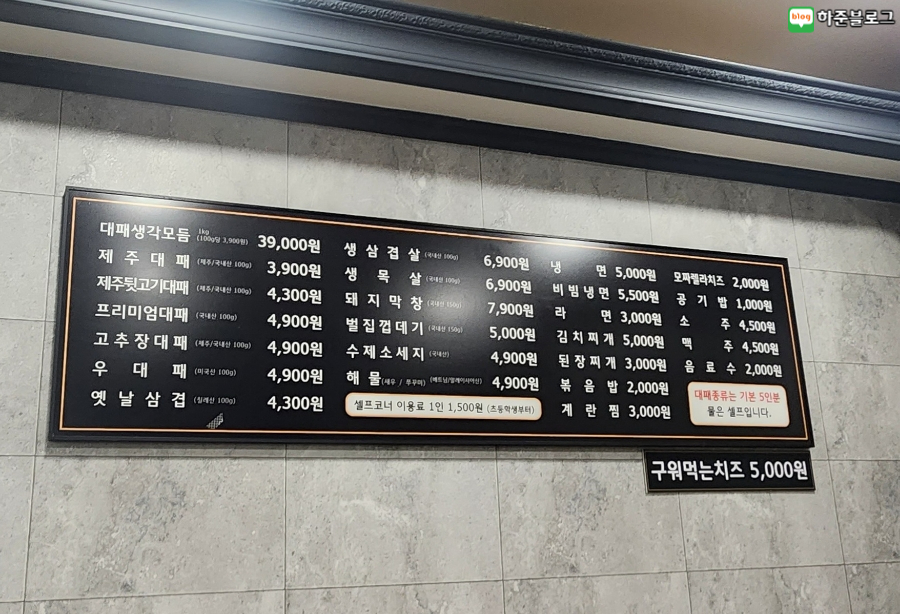 blog 하준블로그
대패생각모듬 1kg (100g당 3,900원) 39,000원
제주대패 (제주/국내산 100g) 3,900원
제주뒷고기대패 (제주/국내산 100g) 4,300원
프리미엄대패 (국내산 100g) 4,900원
고추장대패 (제주/국내산 100g) 4,900원
우대패 (미국산 100g) 4,900원
옛날삼겹 (칠레산 100g) 4,300원
생삼겹살 (국내산 100g) 6,900원
생목살 (국내산 100g) 6,900원
돼지막창 (국내산 150g) 7,900원
벌집껍데기 (국내산 150g) 5,000원
수제소세지 (국내산) 4,900원
해물 (새우 / 쭈꾸미) (베트남/말레이시아산) 4,900원
셀프코너 이용료 1인 1,500원 (초등학생부터)
냉면 5,000원
비빔냉면 5,500원
라면 3,000원
김치찌개 5,000원
된장찌개 3,000원
볶음밥 2,000원
계란찜 3,000원
모짜렐라치즈 2,000원
공기밥 1,000원
소주 4,500원
맥주 4,500원
음료수 2,000원
대패종류는 기본 5인분
물은 셀프입니다.
구워먹는치즈 5,000원